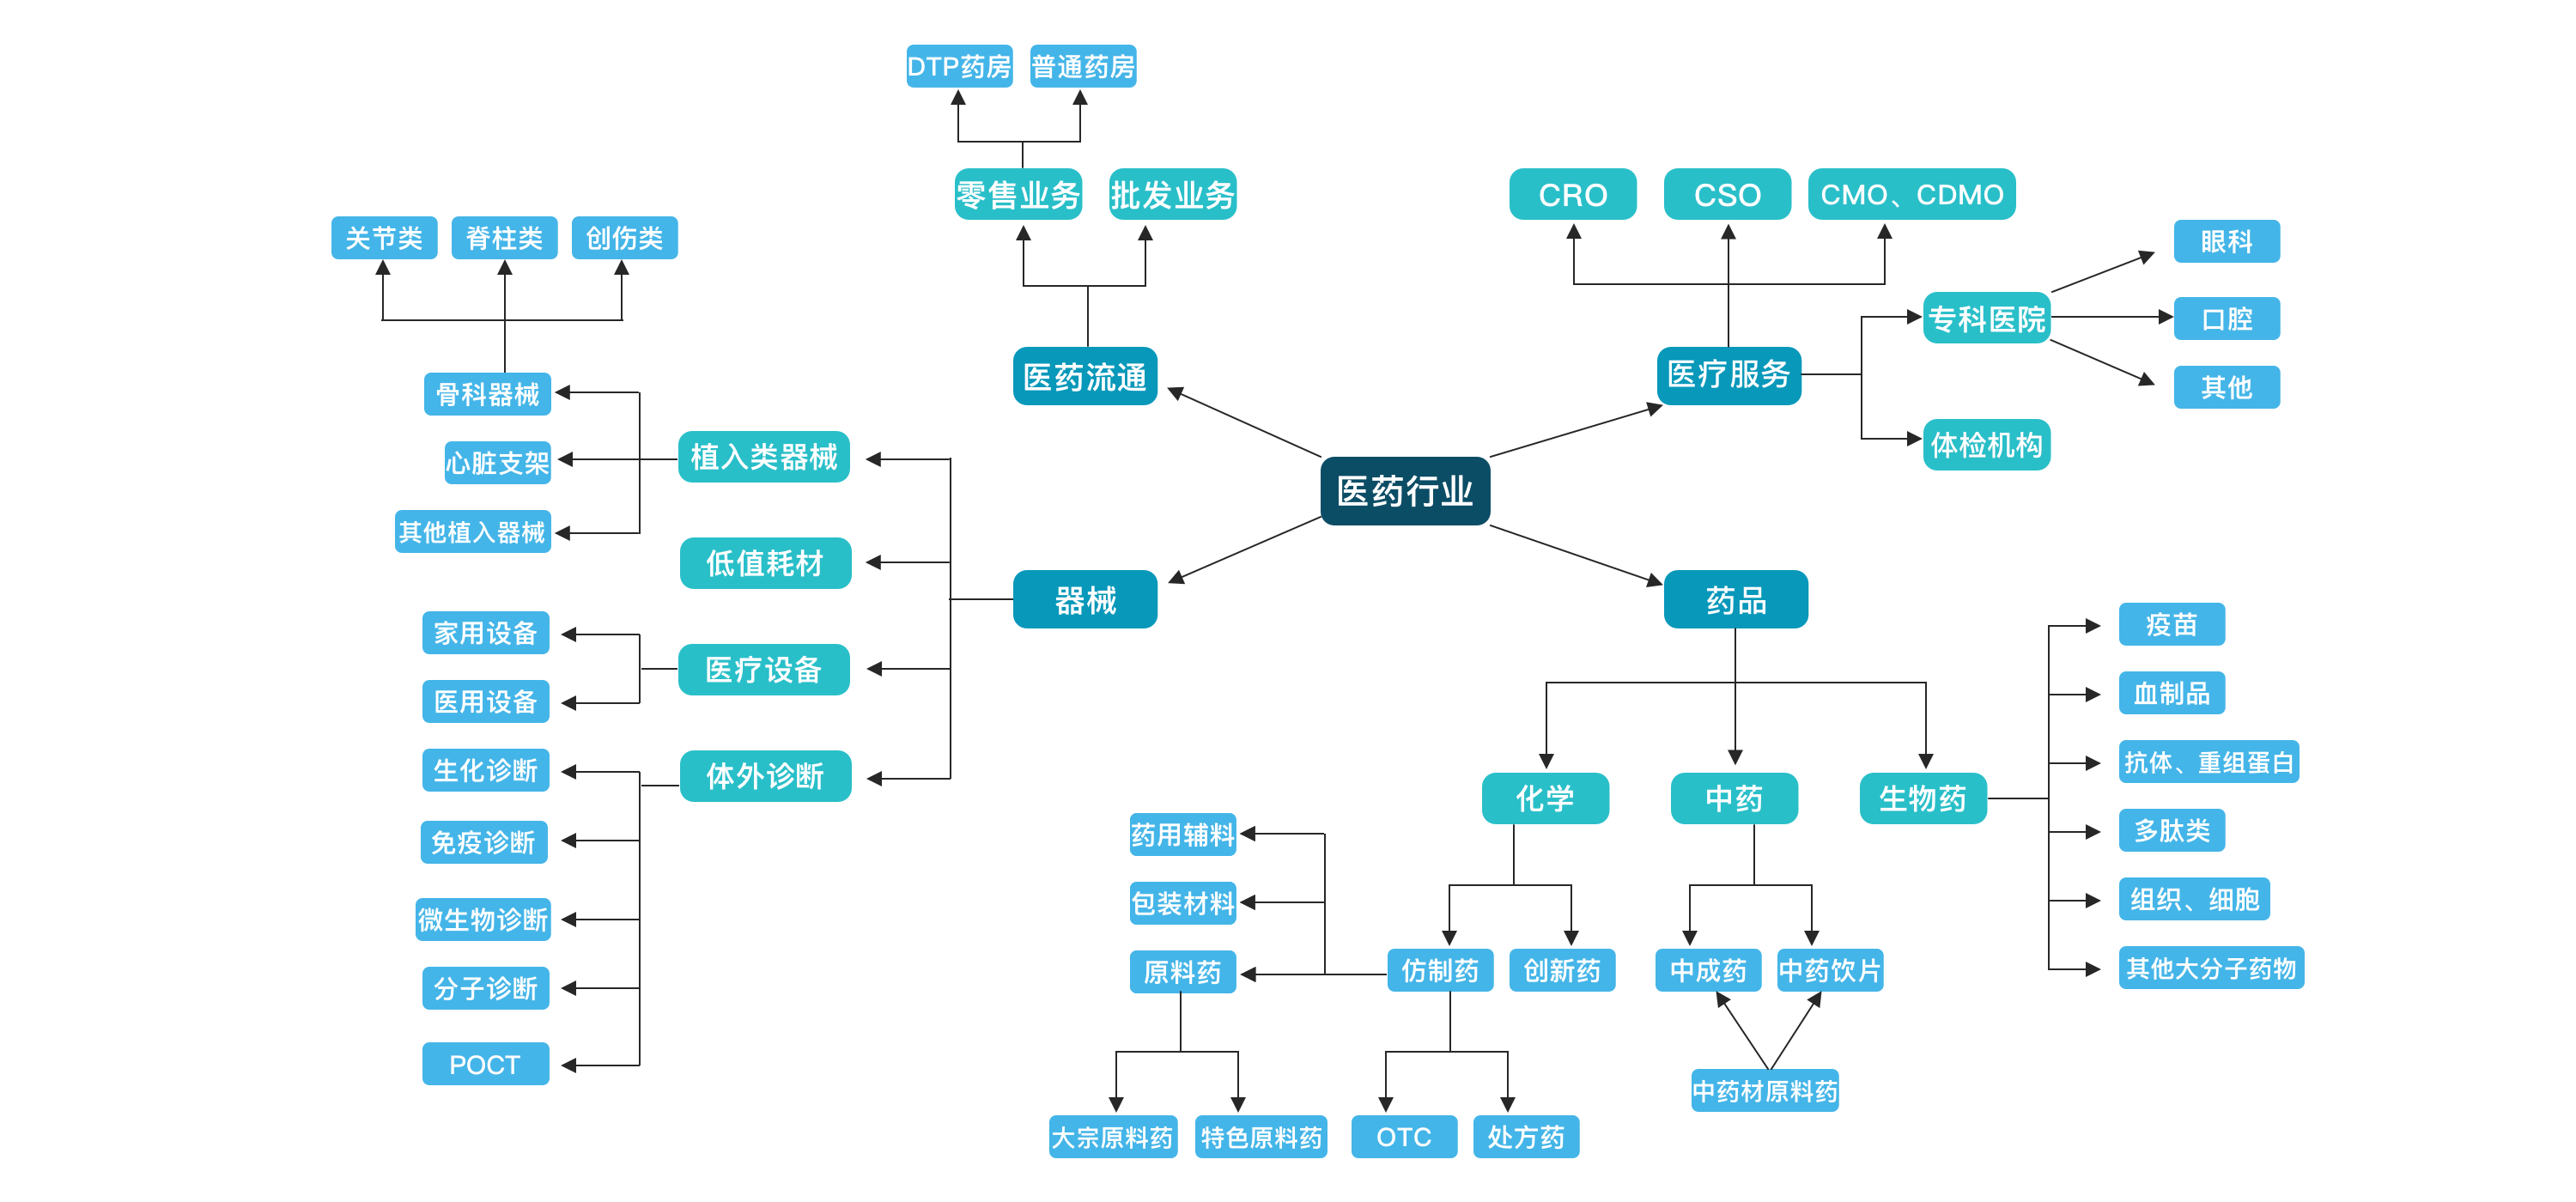 DTP药房
普通药房
零售业务
批发业务
CRO
CSO
CMO、CDMO
关节类
脊柱类
创伤类
眼科
专科医院
口腔
医药流通
医疗服务
骨科器械
其他
植入类器械
体检机构
心脏支架
医药行业
其他植入器械
低值耗材
器械
药品
家用设备
疫苗
医疗设备
医用设备
血制品
生化诊断
体外诊断
抗体、重组蛋白
化学
中药
生物药
免疫诊断
药用辅料
多肽类
微生物诊断
包装材料
组织、细胞
分子诊断
原料药
仿制药
创新药
中成药
中药饮片
其他大分子药物
POCT
中药材原料药
大宗原料药
特色原料药
OTC
处方药